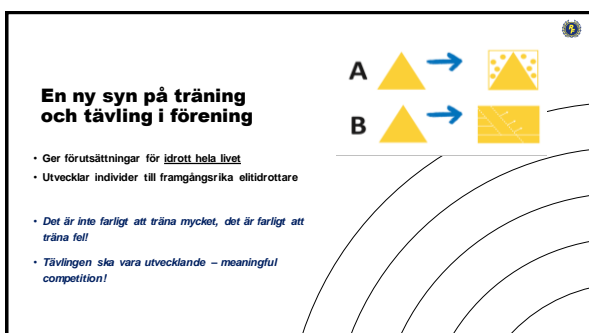 En ny syn på träning
och tävling i förening
• Ger förutsättningar för idrott hela livet
• Utvecklar individer till framgångsrika elitidrottare
• Det är inte farligt att träna mycket, det är farligt att
träna fel!
• Tävlingen ska vara utvecklande – meaningful
competition!
A
B